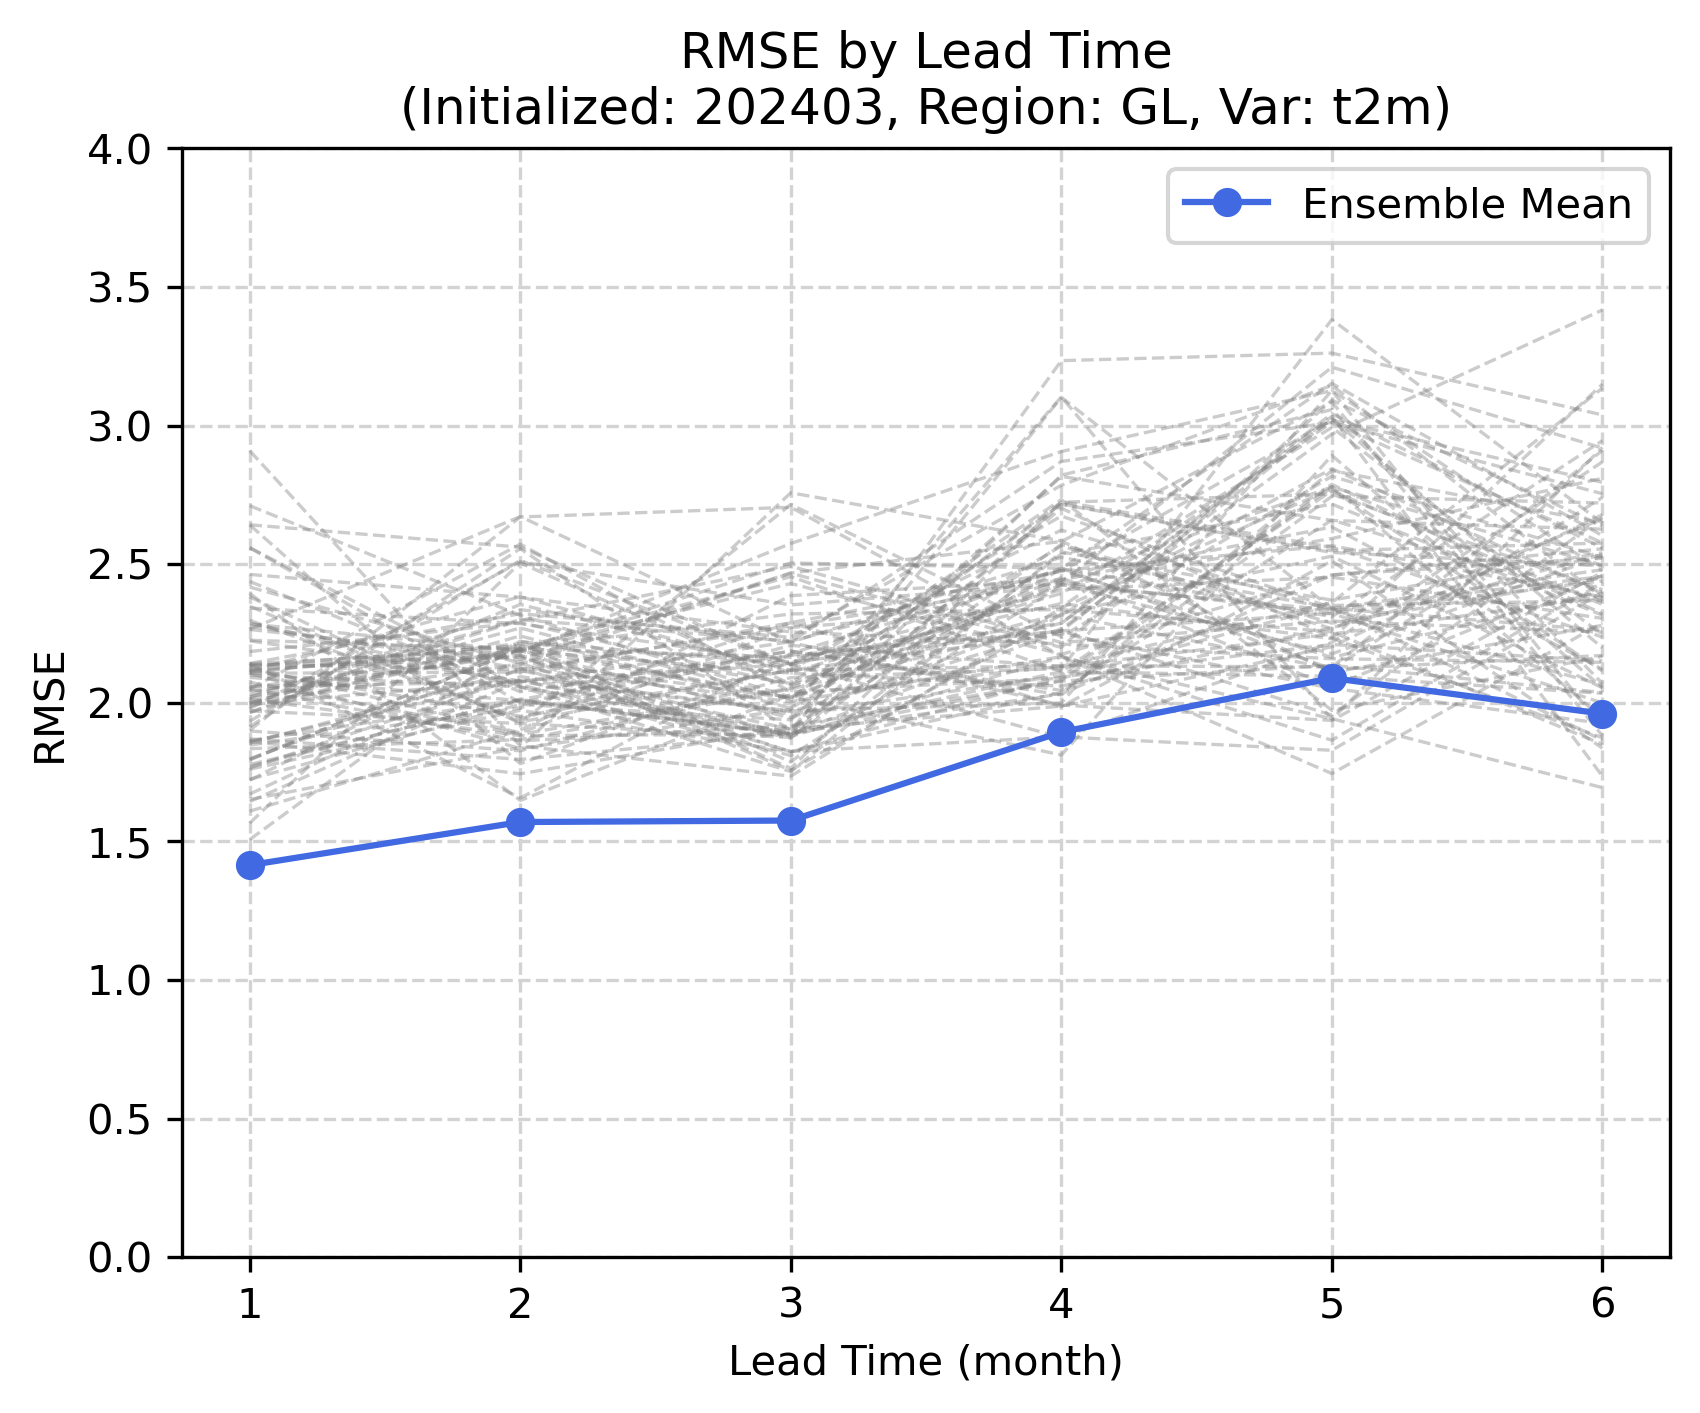 RMSE by Lead Time
(Initialized: 202403, Region: GL, Var: t2m)
Ensemble Mean
RMSE
4.0
3.5
3.0
2.5
2.0
1.5
1.0
0.5
0.0
1 2 3 4 5 6
Lead Time (month)